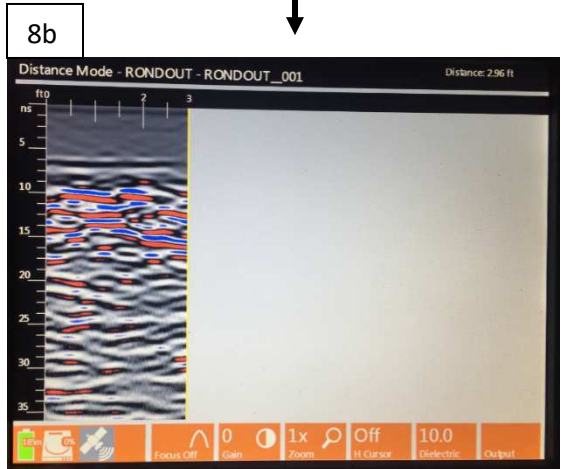 8b
Distance Mode - RONDOUT - RONDOUT_001
Distance: 2.96 ft
ft0 2 3
ns
5
10
15
20
25
30
35
0% 0 1x Off 10.0
Focus Off Gain Zoom H Cursor Dielectric Output